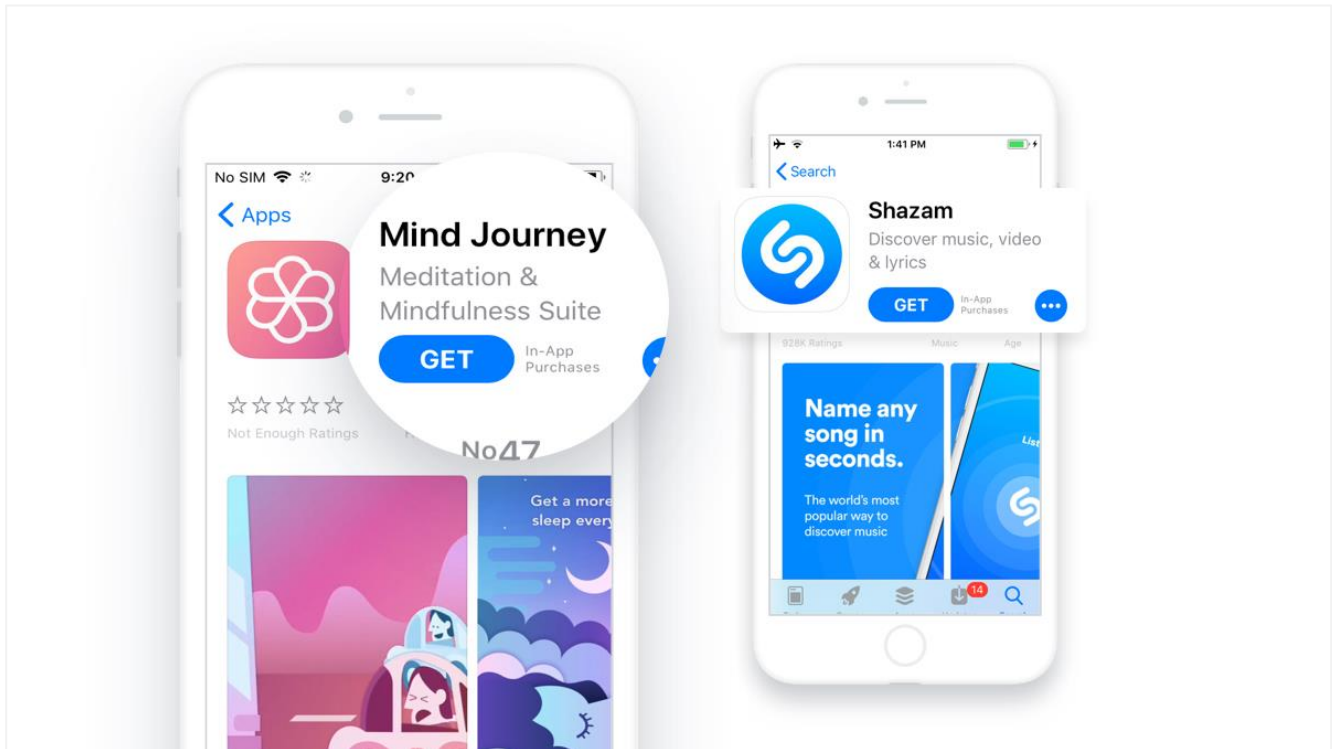 No SIM
9:20
Apps
Mind Journey
Meditation &
Mindfulness Suite
GET
In-App
Purchases
Not Enough Ratings
No47
Get a more
sleep every
1:41 PM
Search
Shazam
Discover music, video
& lyrics
GET
In-App
Purchases
928K Ratings
Music
Age
Name any
song in
seconds.
The world's most
popular way to
discover music
List
14